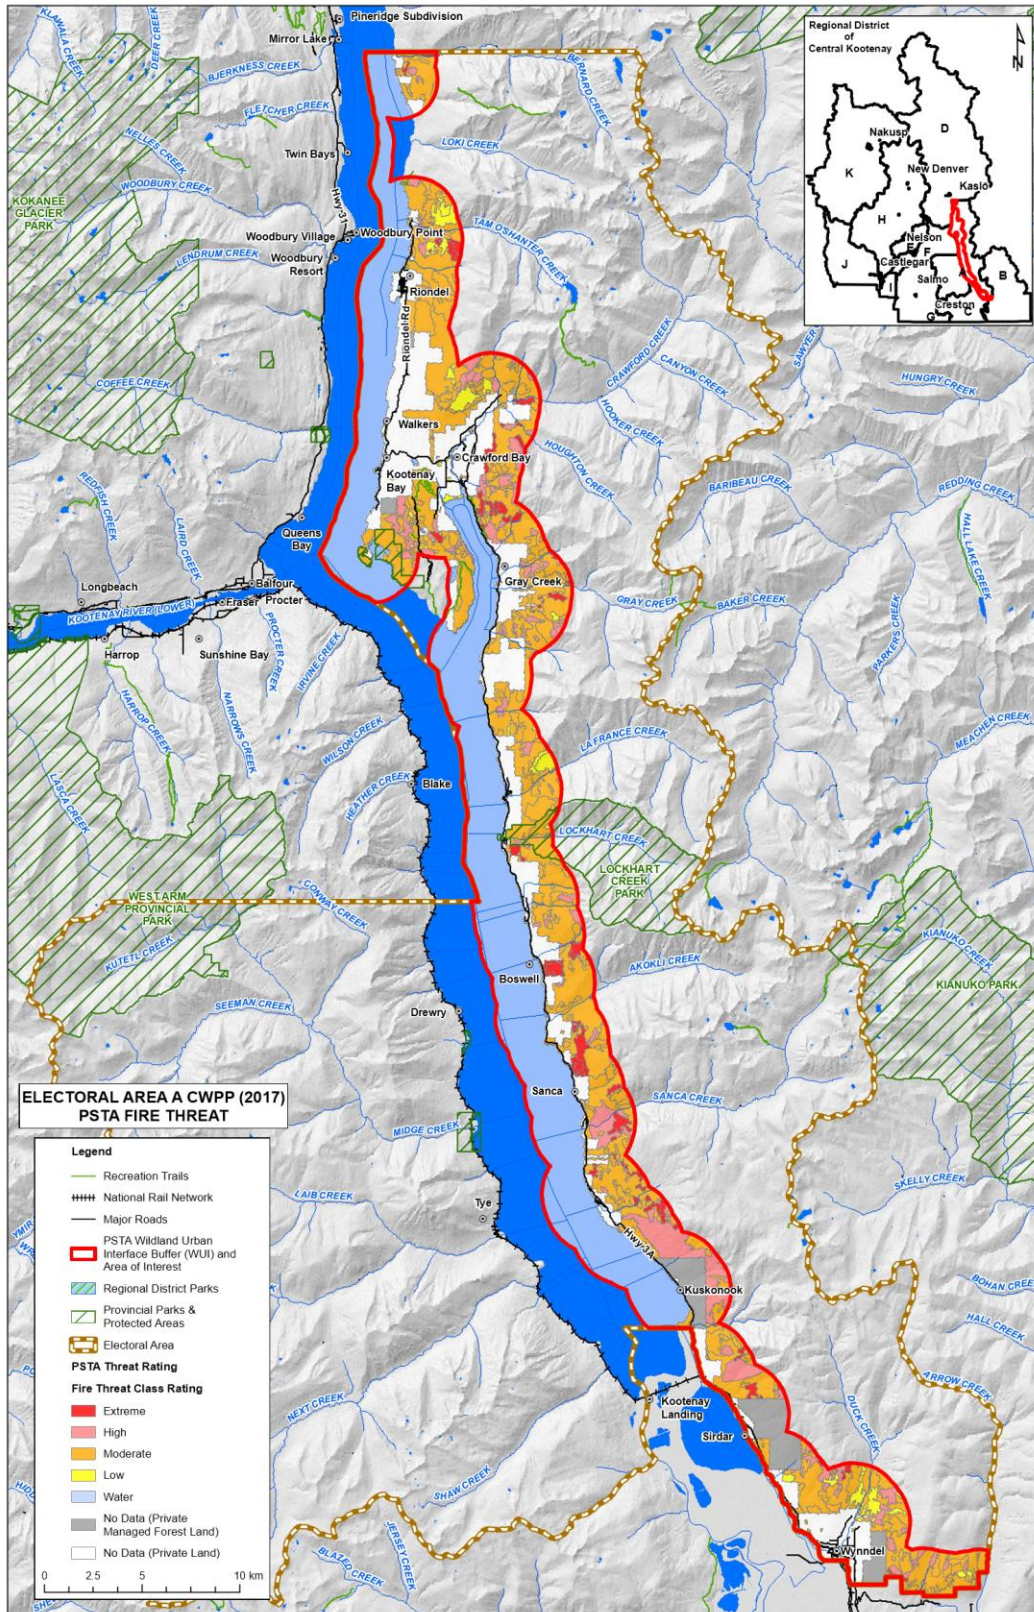 Pineridge Subdivision
Mirror Lake
KLAWALA CREEK
DEER CREEK
BJERKNESS CREEK
FLETCHER CREEK
BERNARD CREEK
NELLES CREEK
LOKI CREEK
Twin Bays
WOODBURY CREEK
KOKANEE
GLACIER
PARK
Hwy-31
Woodbury Village
Woodbury Point
LENDRUM CREEK
Woodbury
Resort
TAM O'SHANTER CREEK
Riondel
Riondel Rd
COFFEE CREEK
CRAWFORD CREEK
CANYON CREEK
HOOKER CREEK
HUNGRY CREEK
Walkers
Crawford Bay
HOUGHTON CREEK
Kootenay
Bay
BARIBEAU CREEK
REDDING CREEK
HALL LAKE CREEK
REDFISH CREEK
LAIRD CREEK
Queens
Bay
Longbeach
Balfour
Fraser
Procter
KOOTENAY RIVER (LOWER)
Gray Creek
GRAY CREEK
BAKER CREEK
PARKERS CREEK
Harrop
Sunshine Bay
PROCTER CREEK
IRVINE CREEK
HARROP CREEK
NARROWS CREEK
WILSON CREEK
LASCA CREEK
HEATHER CREEK
Blake
LA FRANCE CREEK
MEACHEN CREEK
LOCKHART CREEK
LOCKHART
CREEK
PARK
WEST ARM
PROVINCIAL
PARK
CONWAY CREEK
KUTETL CREEK
KIANUKO CREEK
KIANUKO PARK
Boswell
AKOKLI CREEK
SEEMAN CREEK
Drewry
Sanca
SANCA CREEK
MIDGE CREEK
LAIB CREEK
Tye
SKELLY CREEK
Hwy-3A
Kuskonook
BOHAN CREE
HALL CREEK
ARROW CREEK
NEXT CREEK
Kootenay
Landing
Sirdar
DUCK CREEK
SHAW CREEK
Wynndel
JERSEY CREEK
BLAZED CREEK
Regional District
of
Central Kootenay
N
D
Nakusp
K
New Denver
Kaslo
H
Nelson
E
F
Castlegar
J
I
Salmo
A
B
Creston
G
C
ELECTORAL AREA A CWPP (2017)
PSTA FIRE THREAT
Legend
Recreation Trails
National Rail Network
Major Roads
PSTA Wildland Urban
Interface Buffer (WUI) and
Area of Interest
Regional District Parks
Provincial Parks &
Protected Areas
Electoral Area
PSTA Threat Rating
Fire Threat Class Rating
Extreme
High
Moderate
Low
Water
No Data (Private
Managed Forest Land)
No Data (Private Land)
0 2.5 5 10 km